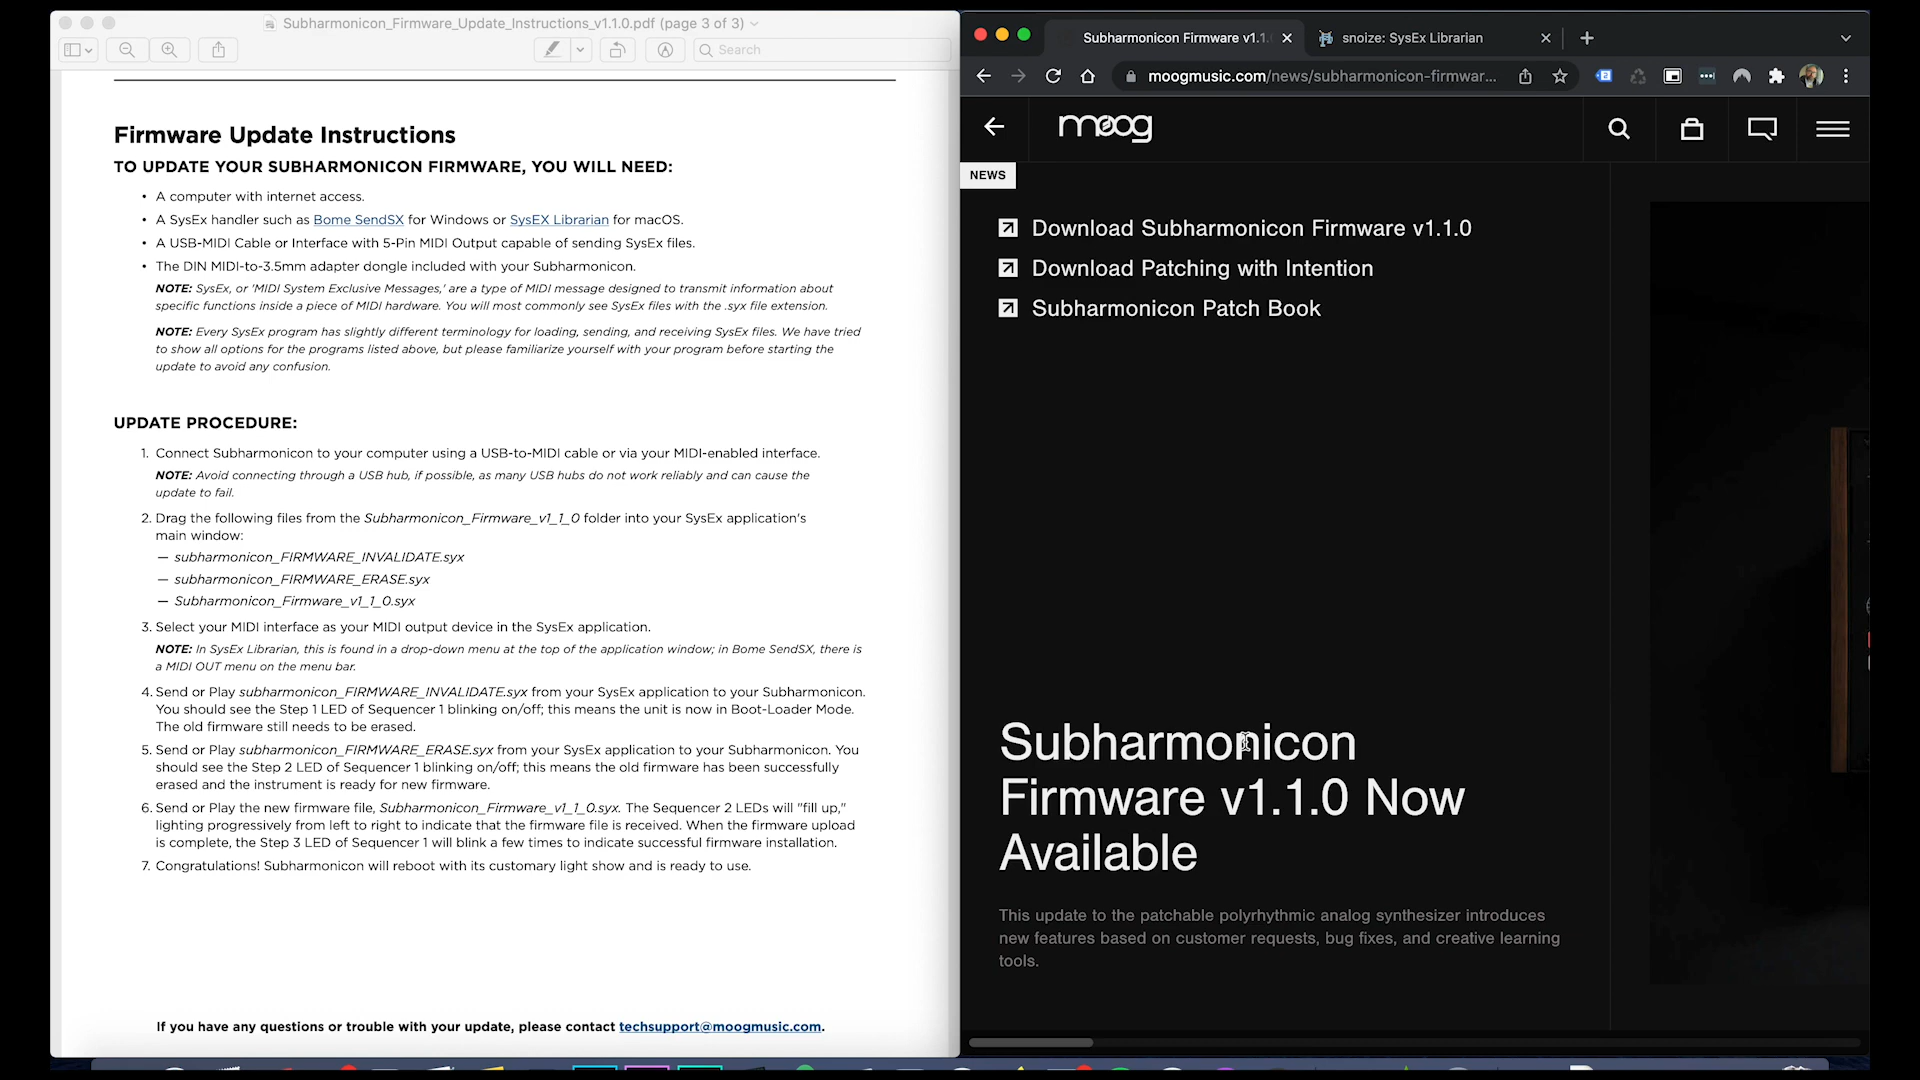 Subharmonicon_Firmware_Update_Instructions_v1.1.0.pdf (page 3 of 3)
Search
Firmware Update Instructions
TO UPDATE YOUR SUBHARMONICON FIRMWARE, YOU WILL NEED:
• A computer with internet access.
• A SysEx handler such as Bome SendSX for Windows or SysEX Librarian for macOS.
• A USB-MIDI Cable or Interface with 5-Pin MIDI Output capable of sending SysEx files.
• The DIN MIDI-to-3.5mm adapter dongle included with your Subharmonicon.
NOTE: SysEx, or 'MIDI System Exclusive Messages,' are a type of MIDI message designed to transmit information about
specific functions inside a piece of MIDI hardware. You will most commonly see SysEx files with the .syx file extension.
NOTE: Every SysEx program has slightly different terminology for loading, sending, and receiving SysEx files. We have tried
to show all options for the programs listed above, but please familiarize yourself with your program before starting the
update to avoid any confusion.
UPDATE PROCEDURE:
1. Connect Subharmonicon to your computer using a USB-to-MIDI cable or via your MIDI-enabled interface.
NOTE: Avoid connecting through a USB hub, if possible, as many USB hubs do not work reliably and can cause the
update to fail.
2. Drag the following files from the Subharmonicon_Firmware_v1_1_0 folder into your SysEx application's
main window:
— subharmonicon_FIRMWARE_INVALIDATE.syx
— subharmonicon_FIRMWARE_ERASE.syx
— Subharmonicon_Firmware_v1_1_0.syx
3. Select your MIDI interface as your MIDI output device in the SysEx application.
NOTE: In SysEx Librarian, this is found in a drop-down menu at the top of the application window; in Bome SendSX, there is
a MIDI OUT menu on the menu bar.
4. Send or Play subharmonicon_FIRMWARE_INVALIDATE.syx from your SysEx application to your Subharmonicon.
You should see the Step 1 LED of Sequencer 1 blinking on/off; this means the unit is now in Boot-Loader Mode.
The old firmware still needs to be erased.
5. Send or Play subharmonicon_FIRMWARE_ERASE.syx from your SysEx application to your Subharmonicon. You
should see the Step 2 LED of Sequencer 1 blinking on/off; this means the old firmware has been successfully
erased and the instrument is ready for new firmware.
6. Send or Play the new firmware file, Subharmonicon_Firmware_v1_1_0.syx. The Sequencer 2 LEDs will "fill up,"
lighting progressively from left to right to indicate that the firmware file is received. When the firmware upload
is complete, the Step 3 LED of Sequencer 1 will blink a few times to indicate successful firmware installation.
7. Congratulations! Subharmonicon will reboot with its customary light show and is ready to use.
If you have any questions or trouble with your update, please contact techsupport@moogmusic.com.
Subharmonicon Firmware v1.1.
snoize: SysEx Librarian
moogmusic.com/news/subharmonicon-firmwar...
moog
NEWS
Download Subharmonicon Firmware v1.1.0
Download Patching with Intention
Subharmonicon Patch Book
Subharmonicon
Firmware v1.1.0 Now
Available
This update to the patchable polyrhythmic analog synthesizer introduces
new features based on customer requests, bug fixes, and creative learning
tools.